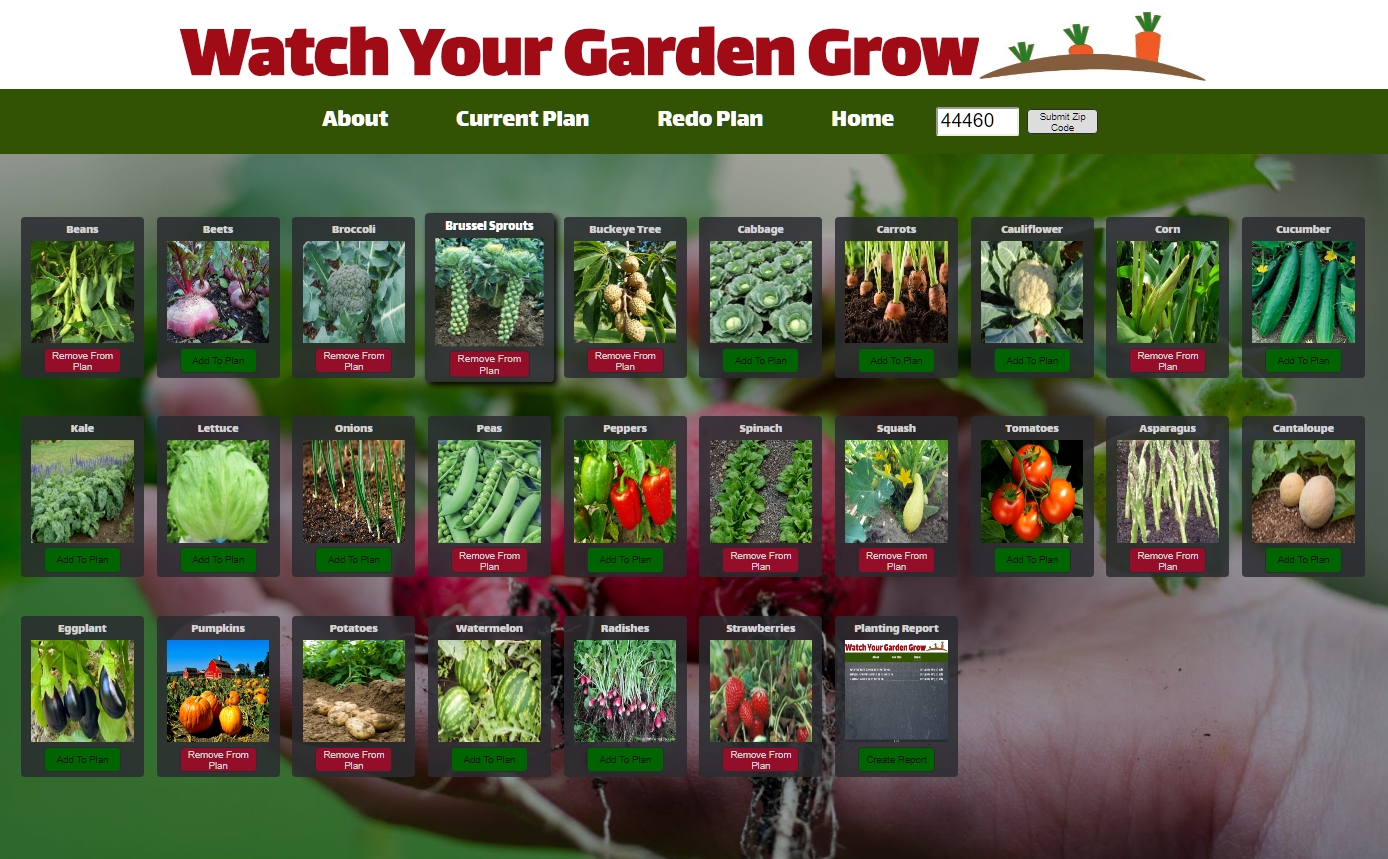 Watch Your Garden Grow
About Current Plan Redo Plan Home 44460 Submit Zip
Code
Beans Beets Broccoli Brussel Sprouts Buckeye Tree Cabbage Carrots Cauliflower Corn Cucumber
Remove From
Plan
Add To Plan
Remove From
Plan
Remove From
Plan
Remove From
Plan
Add To Plan
Add To Plan
Add To Plan
Remove From
Plan
Add To Plan
Kale Lettuce Onions Peas Peppers Spinach Squash Tomatoes Asparagus Cantaloupe
Add To Plan
Add To Plan
Add To Plan
Remove From
Plan
Add To Plan
Remove From
Plan
Remove From
Plan
Add To Plan
Remove From
Plan
Add To Plan
Eggplant Pumpkins Potatoes Watermelon Radishes Strawberries Planting Report
Watch Your Garden Grow
Add To Plan
Remove From
Plan
Remove From
Plan
Add To Plan
Add To Plan
Remove From
Plan
Create Report